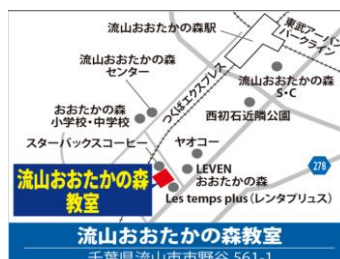 流山おおたかの森駅
東武アーバン
パークライン
流山おおたかの森
センター
つくばエクスプレス
流山おおたかの森
S・C
おおたかの森
小学校・中学校
西初石近隣公園
スターバックスコーヒー
ヤオコー
278
流山おおたかの森
教室
LEVEN
おおたかの森
Les temps plus(レンタプリュス)
流山おおたかの森教室
千葉県流山市市野谷 561-1